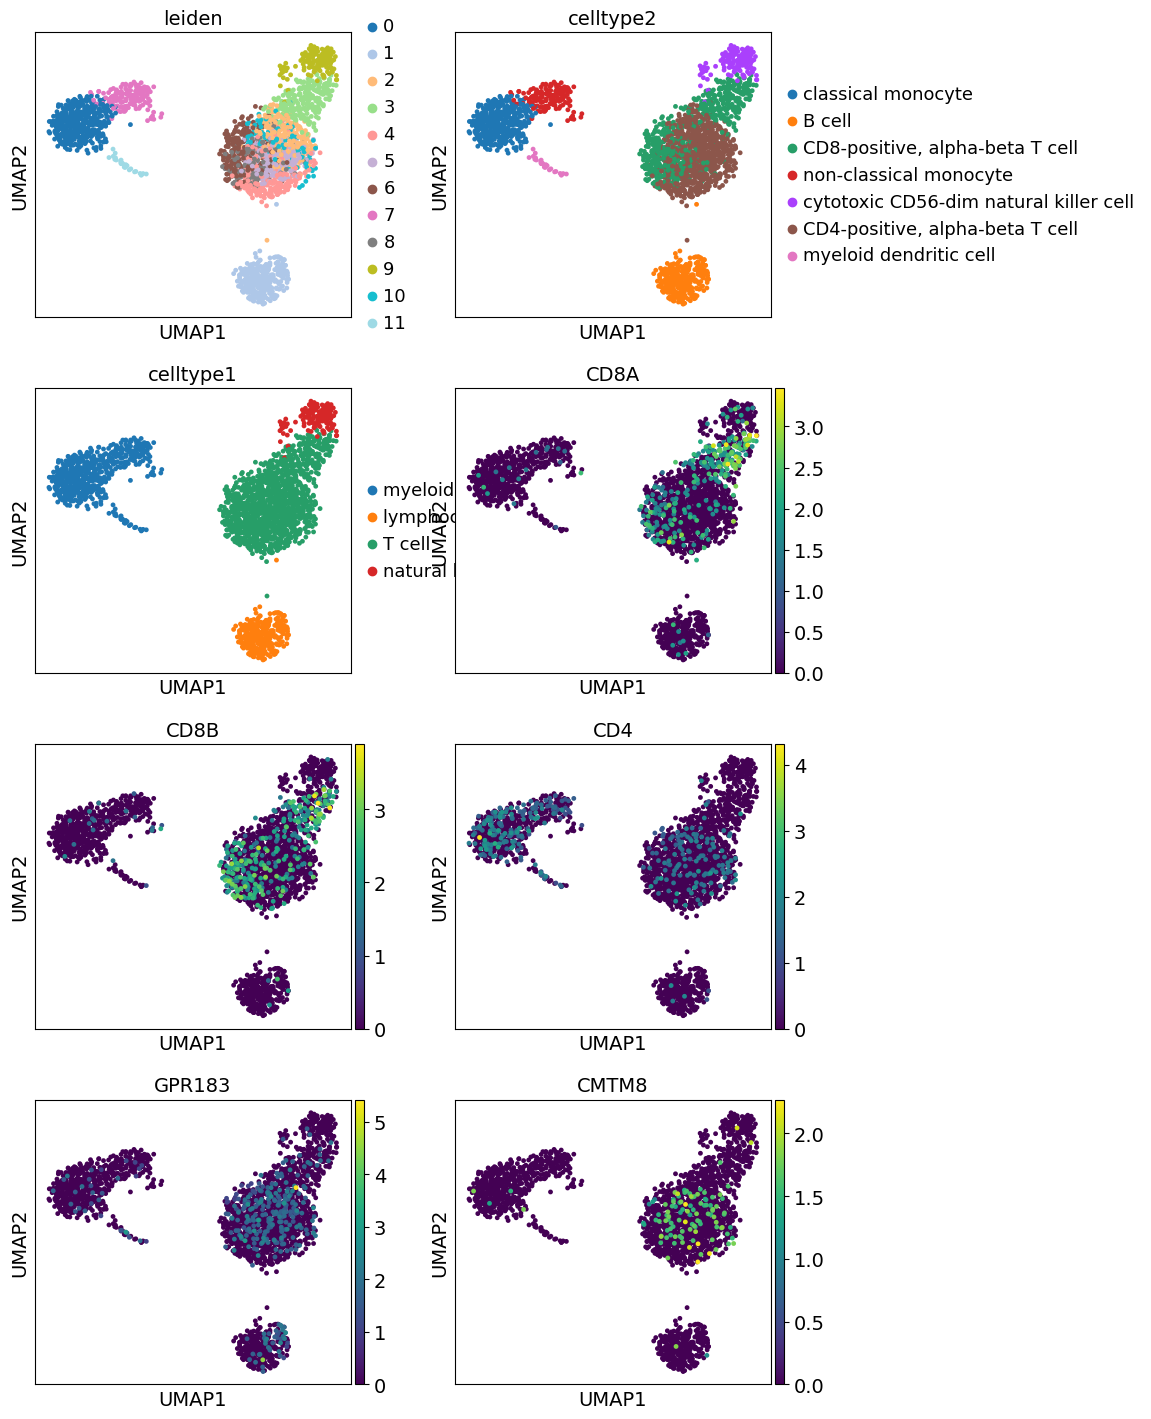 leiden
UMAP2
UMAP1
0
1
2
3
4
5
6
7
8
9
10
11
celltype2
UMAP2
UMAP1
classical monocyte
B cell
CD8-positive, alpha-beta T cell
non-classical monocyte
cytotoxic CD56-dim natural killer cell
CD4-positive, alpha-beta T cell
myeloid dendritic cell
celltype1
UMAP2
UMAP1
myeloid
lympho
T cell
natural
CD8A
UMAP2
UMAP1
3.0
2.5
2.0
1.5
1.0
0.5
0.0
CD8B
UMAP2
UMAP1
3
2
1
0
CD4
UMAP2
UMAP1
4
3
2
1
0
GPR183
UMAP2
UMAP1
5
4
3
2
1
0
CMTM8
UMAP2
UMAP1
2.0
1.5
1.0
0.5
0.0